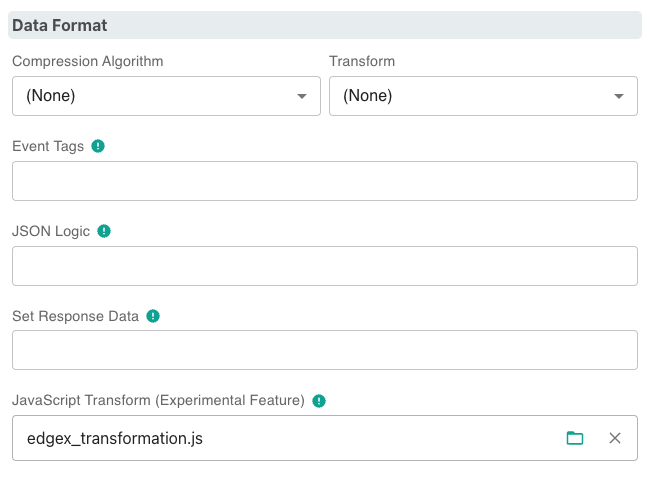 Data Format
Compression Algorithm Transform
(None) (None)
Event Tags
JSON Logic
Set Response Data
JavaScript Transform (Experimental Feature)
edgex_transformation.js